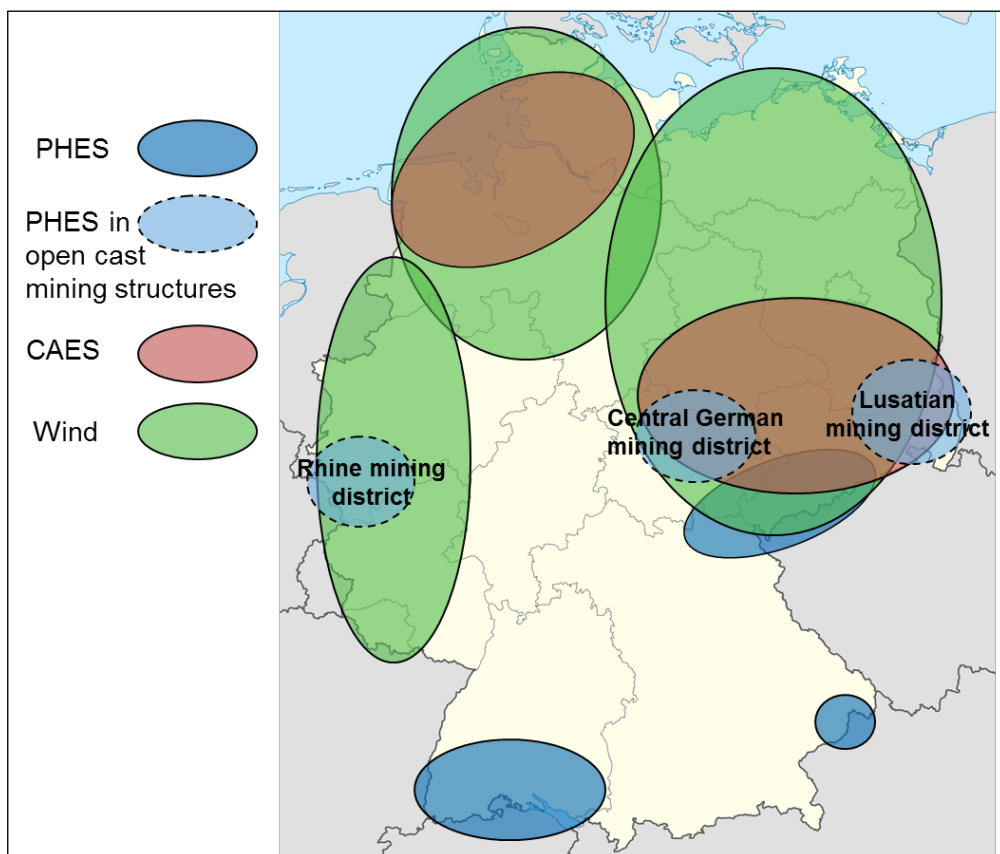 PHES
PHES in
open cast
mining structures
CAES
Wind
Central German
mining district
Lusatian
mining district
Rhine mining
district